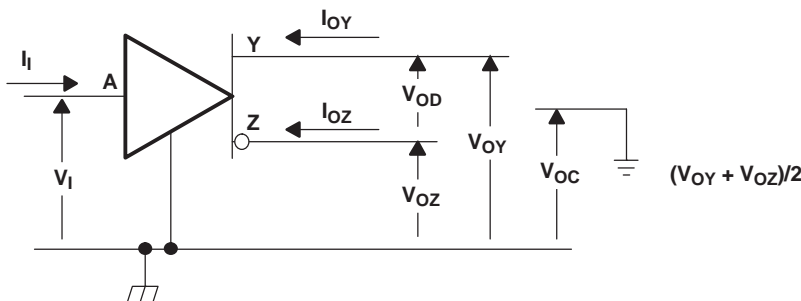 I_OY
I_I
A
Y
V_OD
Z
I_OZ
V_OY
V_I
V_OZ
V_OC
(V_OY + V_OZ)/2